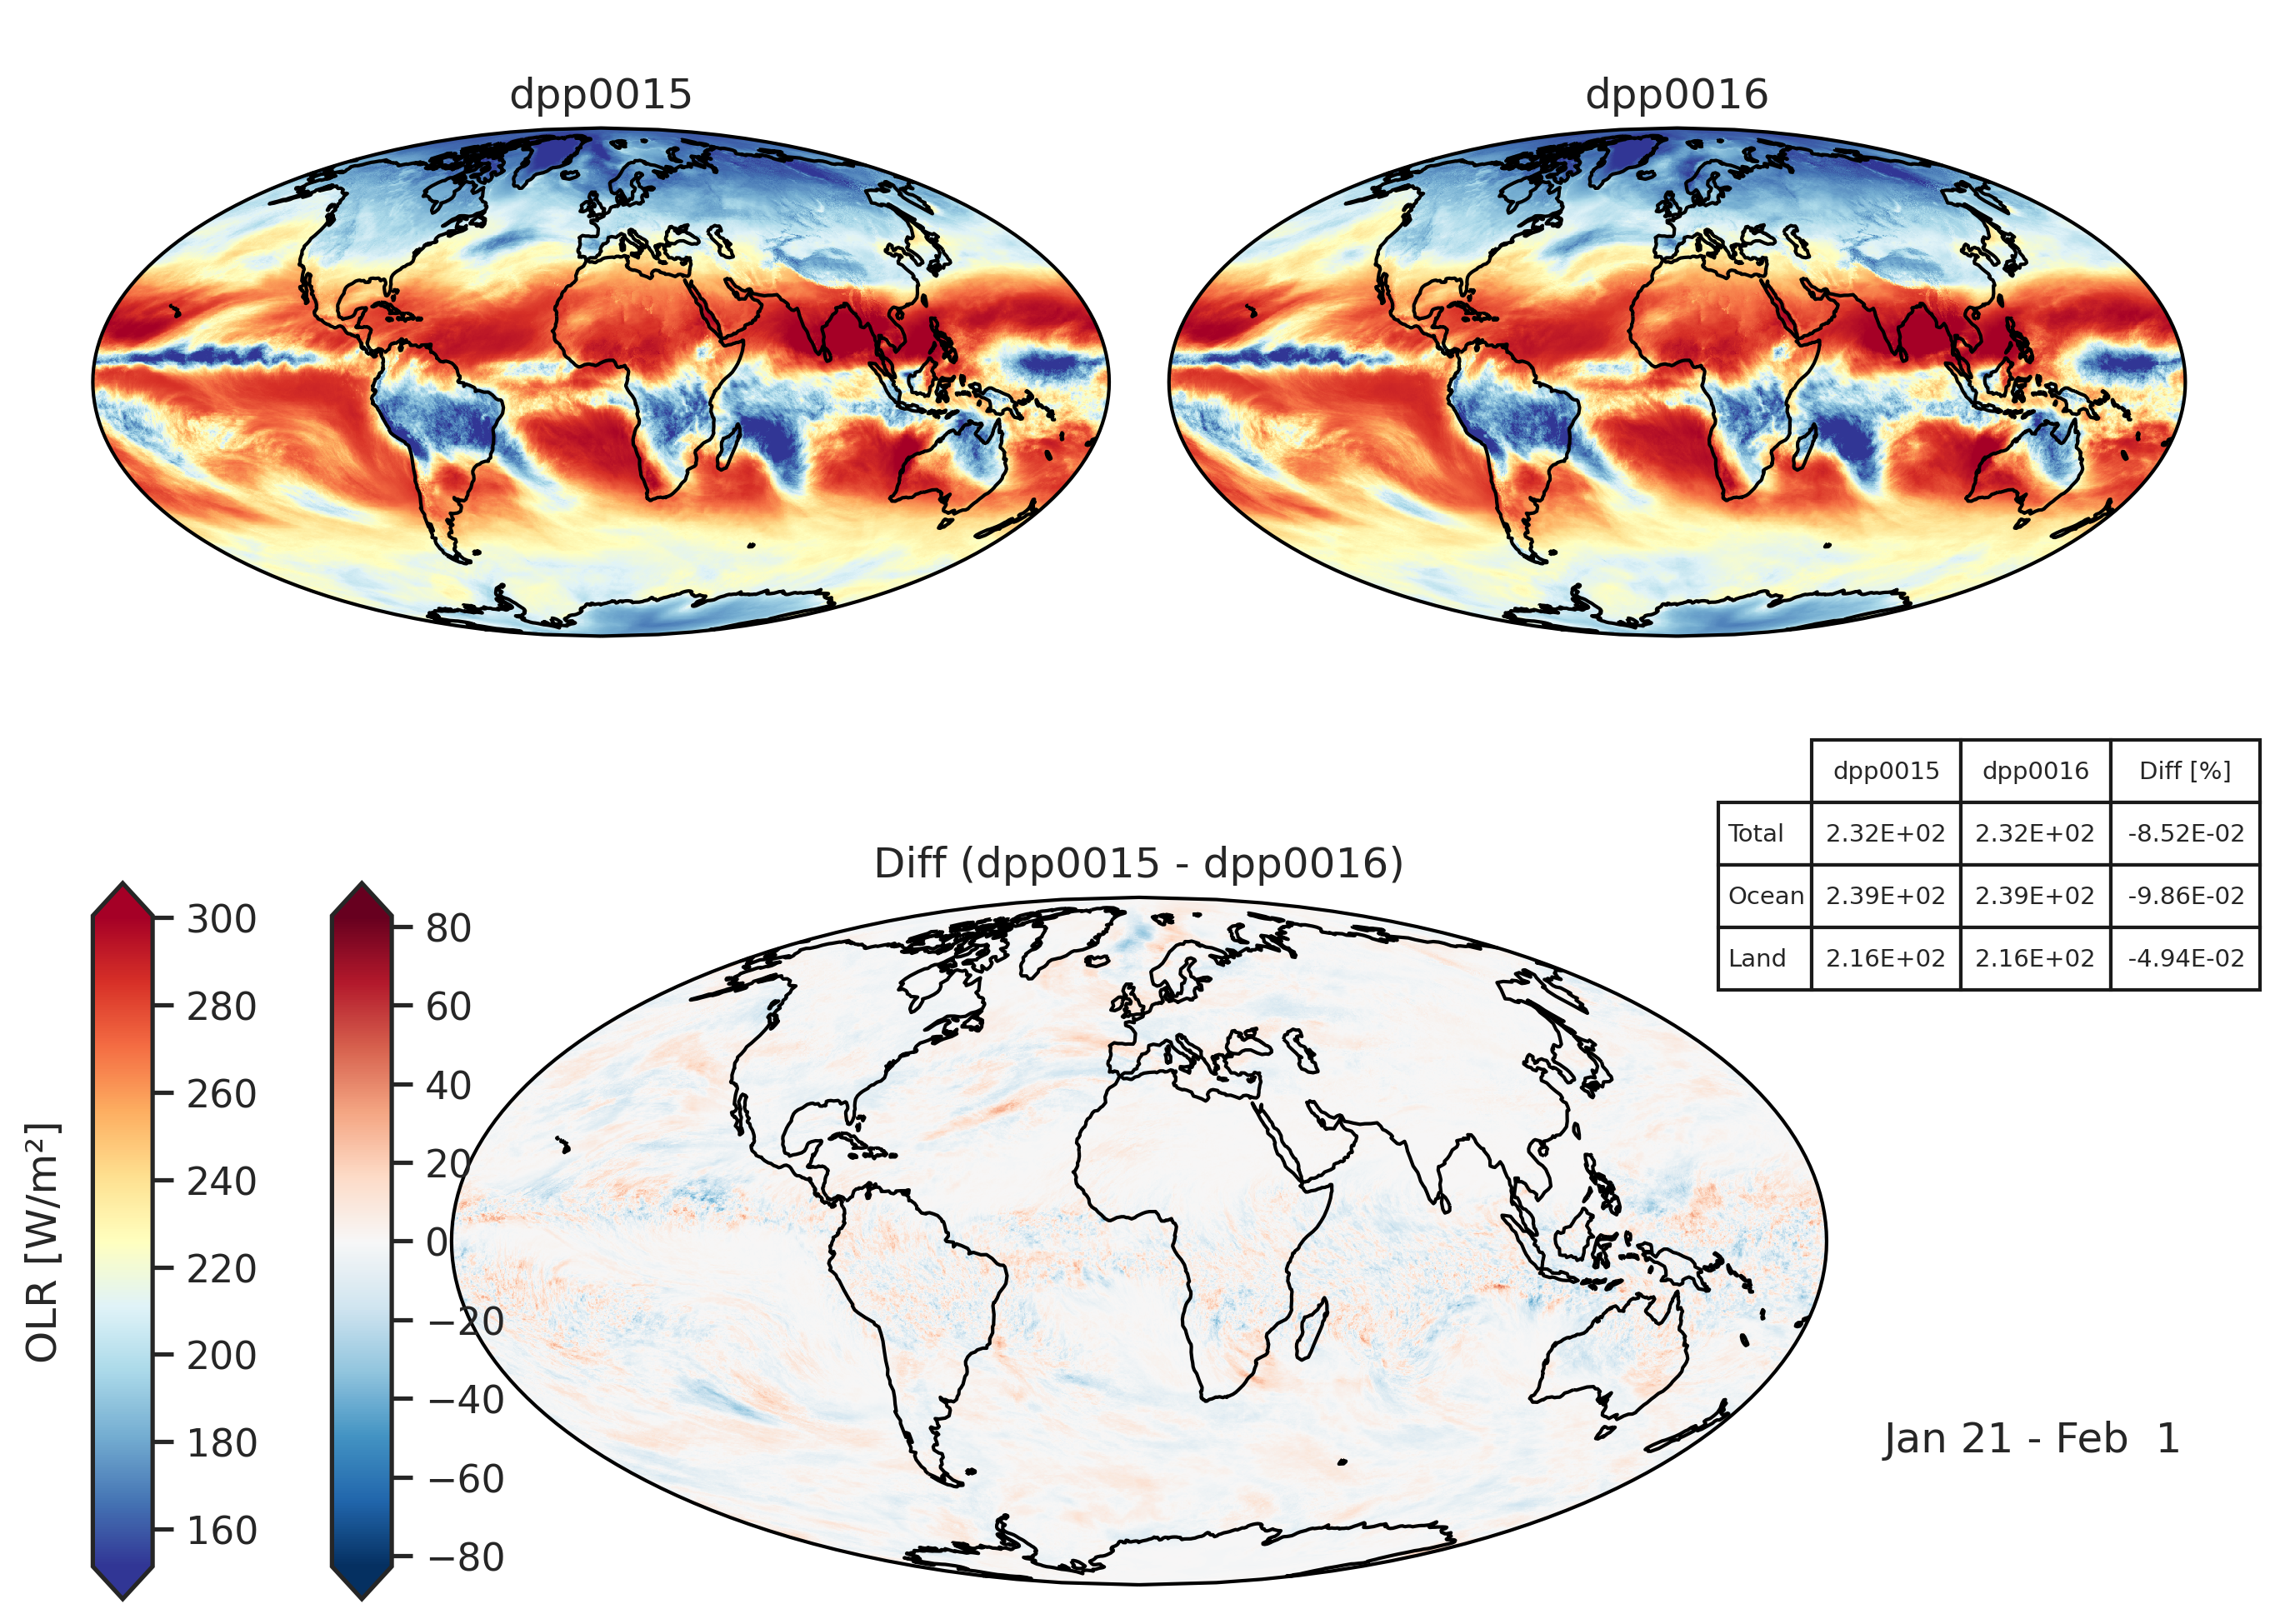 dpp0015
dpp0016
dpp0015 dpp0016 Diff [%]
Total 2.32E+02 2.32E+02 -8.52E-02
Ocean 2.39E+02 2.39E+02 -9.86E-02
Land 2.16E+02 2.16E+02 -4.94E-02
Diff (dpp0015 - dpp0016)
OLR [W/m²]
300
280
260
240
220
200
180
160
80
60
40
20
0
−20
−40
−60
−80
Jan 21 - Feb  1